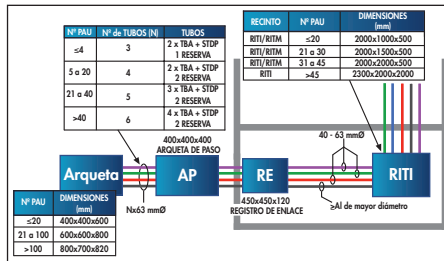 Nº PAU Nº de TUBOS (N) TUBOS
≤4 3 2 x TBA + STDP
1 RESERVA
5 a 20 4 2 x TBA + STDP
2 RESERVA
21 a 40 5 3 x TBA + STDP
2 RESERVA
>40 6 4 x TBA + STDP
2 RESERVA
RECINTO Nº PAU DIMENSIONES
(mm)
RITI/RITM ≤20 2000x1000x500
RITI/RITM 21 a 30 2000x1500x500
RITI/RITM 31 a 45 2000x2000x500
RITI >45 2300x2000x2000
400x400x400
ARQUETA DE PASO
40 - 63 mmØ
Arqueta
AP
RE
RITI
Nx63 mmØ
450x450x120
REGISTRO DE ENLACE
≥Al de mayor diámetro
Nº PAU DIMENSIONES
(mm)
≤20 400x400x600
21 a 100 600x600x800
>100 800x700x820